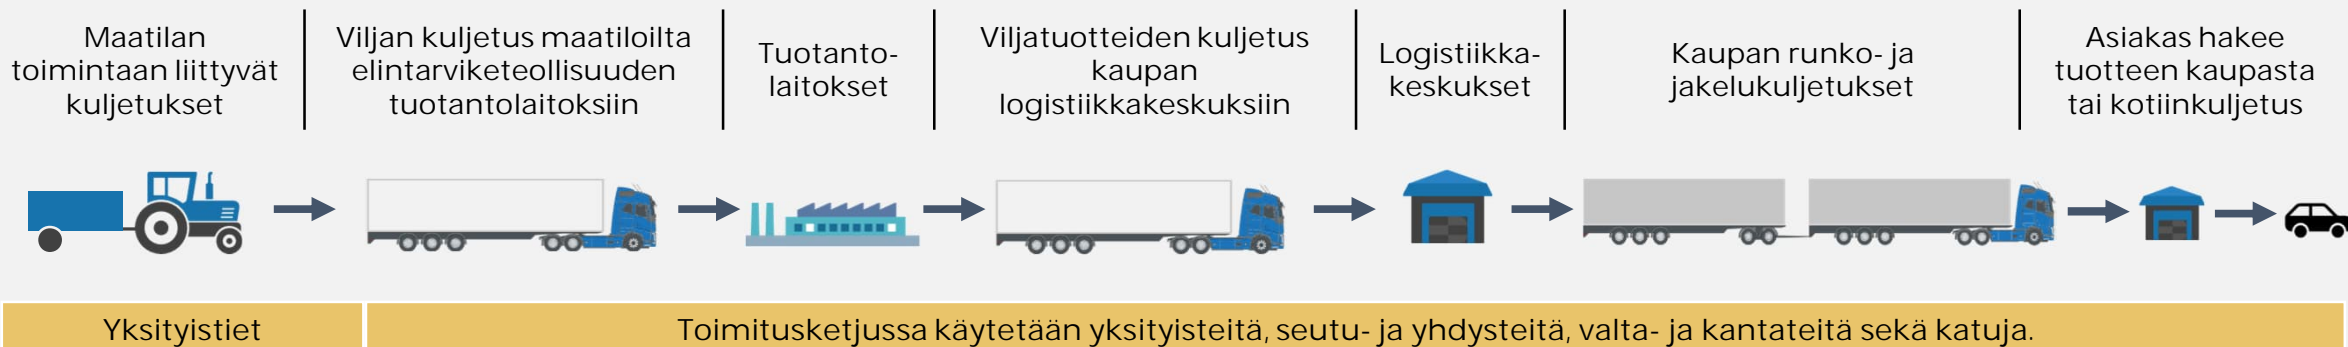 Maatilan
toimintaan liittyvät
kuljetukset
Viljan kuljetus maatiloilta
elintarviketeollisuuden
tuotantolaitoksiin
Tuotanto-
laitokset
Viljatuotteiden kuljetus
kaupan
logistiikkakeskuksiin
Logistiikka-
keskukset
Kaupan runko- ja
jakelukuljetukset
Asiakas hakee
tuotteen kaupasta
tai kotiinkuljetus
Yksityistiet
Toimitusketjussa käytetään yksityisteitä, seutu- ja yhdysteitä, valta- ja kantateitä sekä katuja.